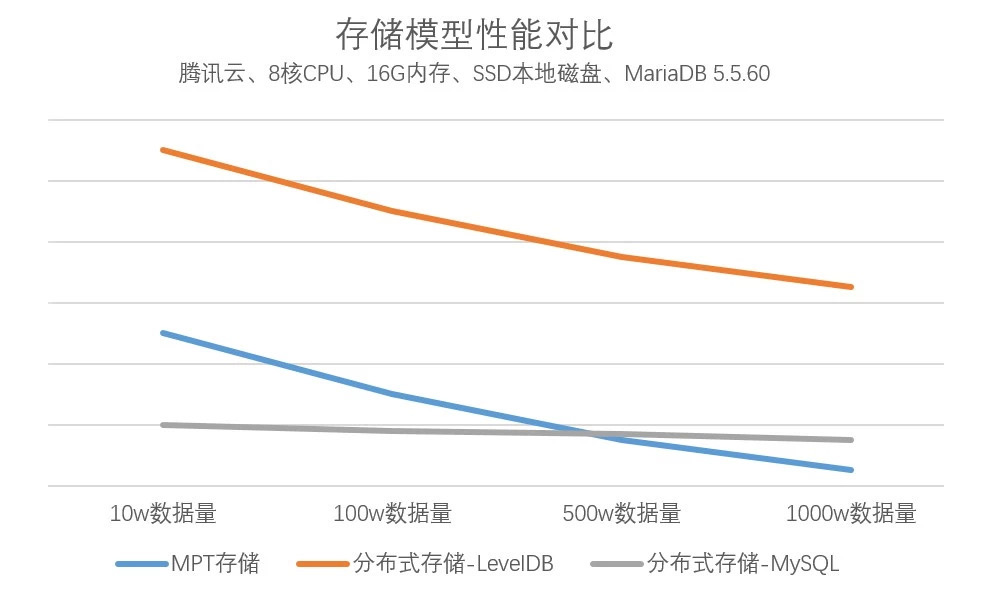 存储模型性能对比
腾讯云、8核CPU、16G内存、SSD本地磁盘、MariaDB 5.5.60
10w数据量 100w数据量 500w数据量 1000w数据量
MPT存储 分布式存储-LevelDB 分布式存储-MySQL